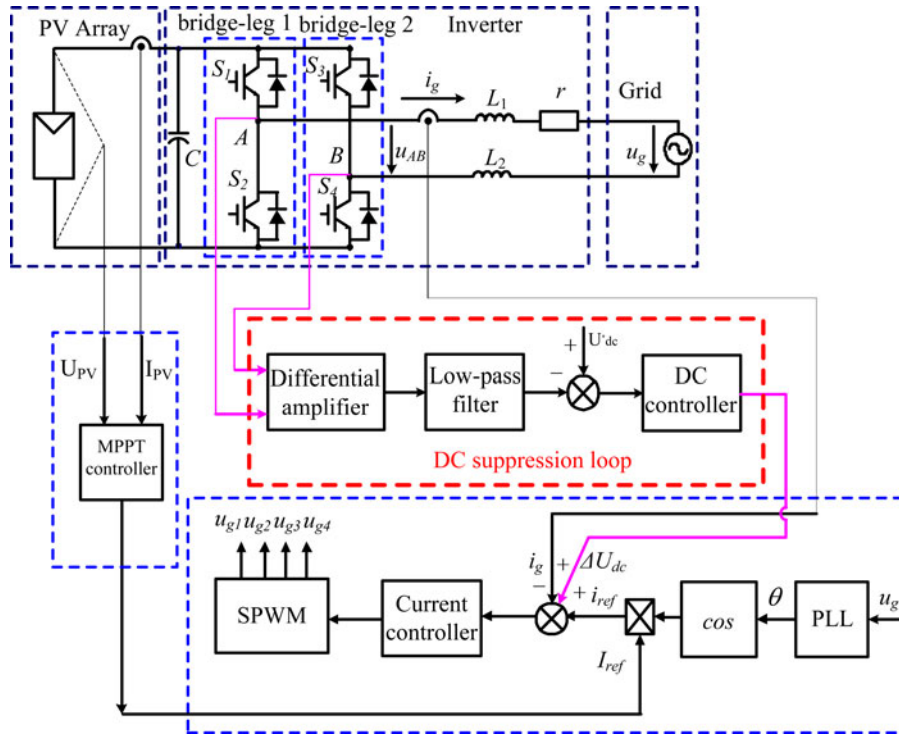 PV Array
bridge-leg 1
bridge-leg 2
Inverter
S1
S3
ig
L1
r
Grid
A
uAB
C
B
L2
ug
S2
S4
UPV
IPV
MPPT
controller
Differential
amplifier
Low-pass
filter
+
U*dc
−
DC
controller
DC suppression loop
ug1 ug2 ug3 ug4
SPWM
Current
controller
ig
−
+
ΔUdc
+ iref
Iref
cos
θ
PLL
ug